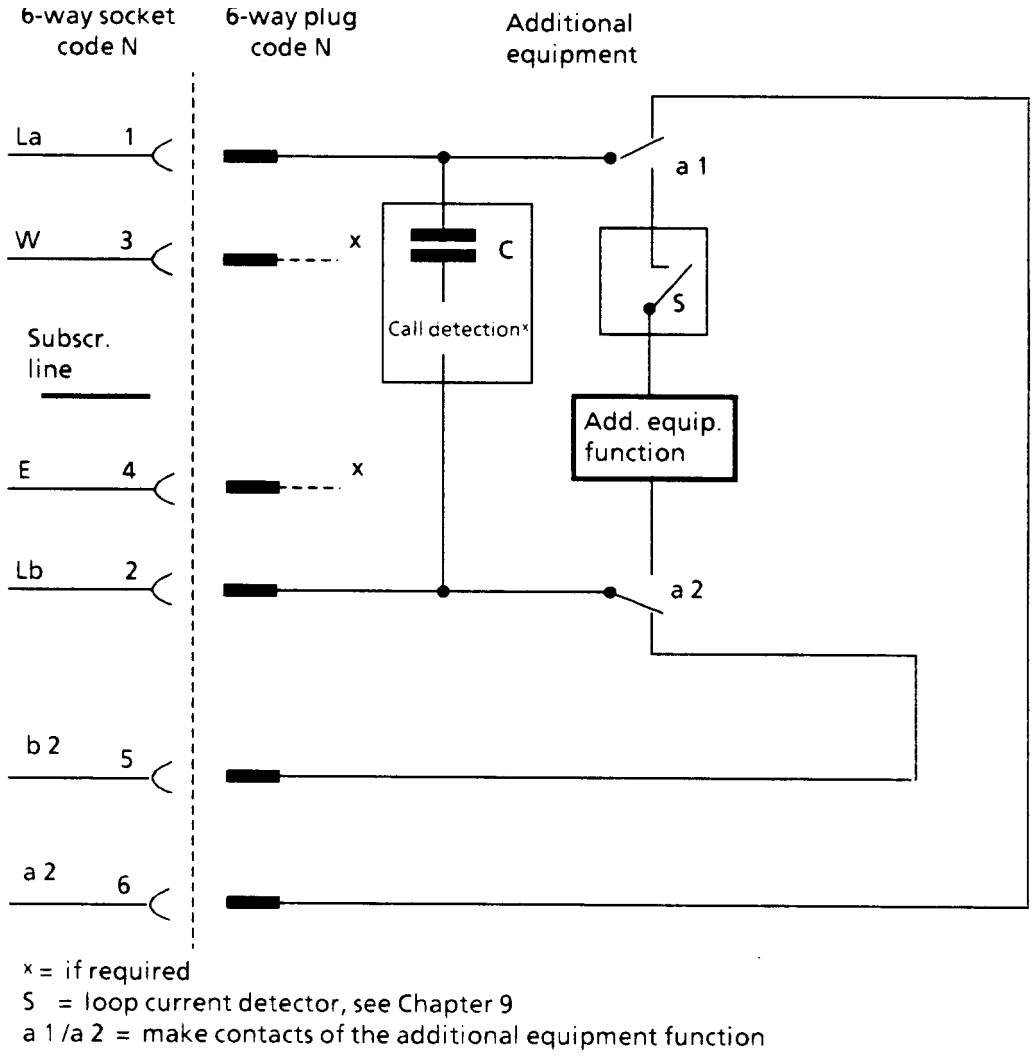 6-way socket
code N
6-way plug
code N
Additional
equipment
La 1
a 1
W 3
x
C
S
Call detection x
Subscr.
line
Add. equip.
function
E 4
x
Lb 2
a 2
b 2 5
a 2 6
x = if required
S = loop current detector, see Chapter 9
a 1 /a 2 = make contacts of the additional equipment function